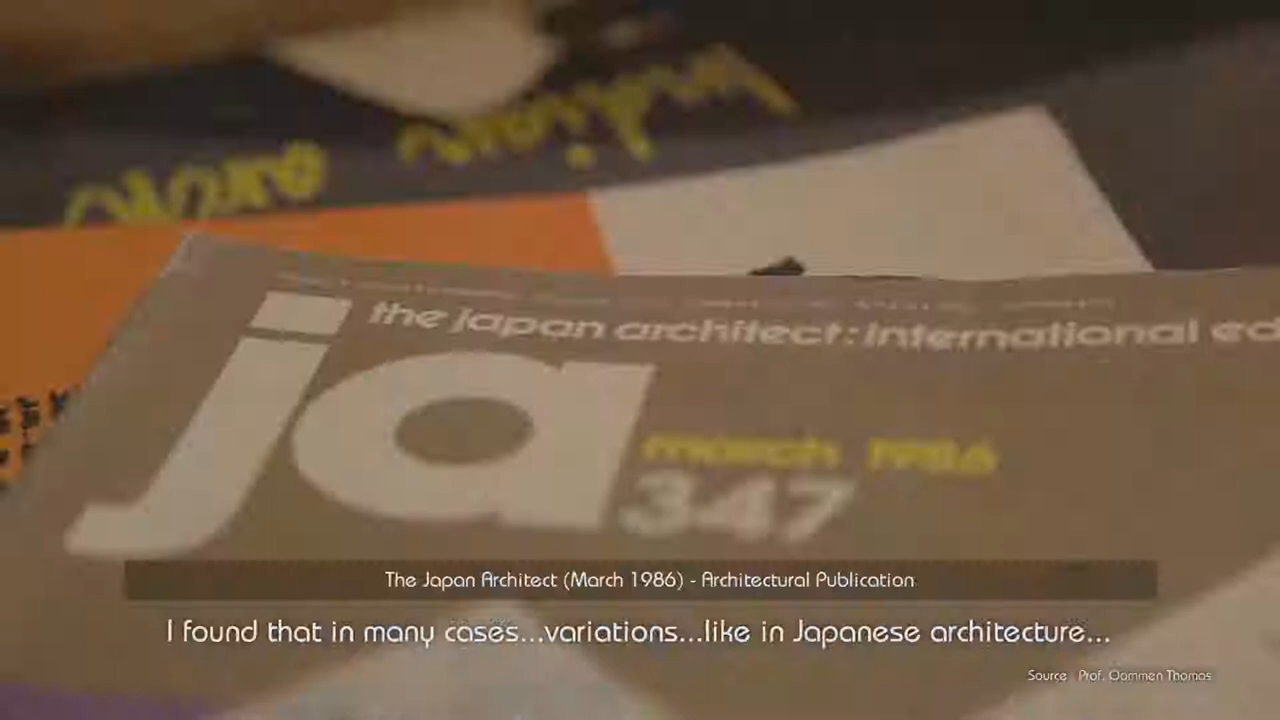 Indian
the japan architect: international ed
ja
march 1986
347
The Japan Architect (March 1986) - Architectural Publication
I found that in many cases...variations...like in Japanese architecture...
Source Prof. Oommen Thomas